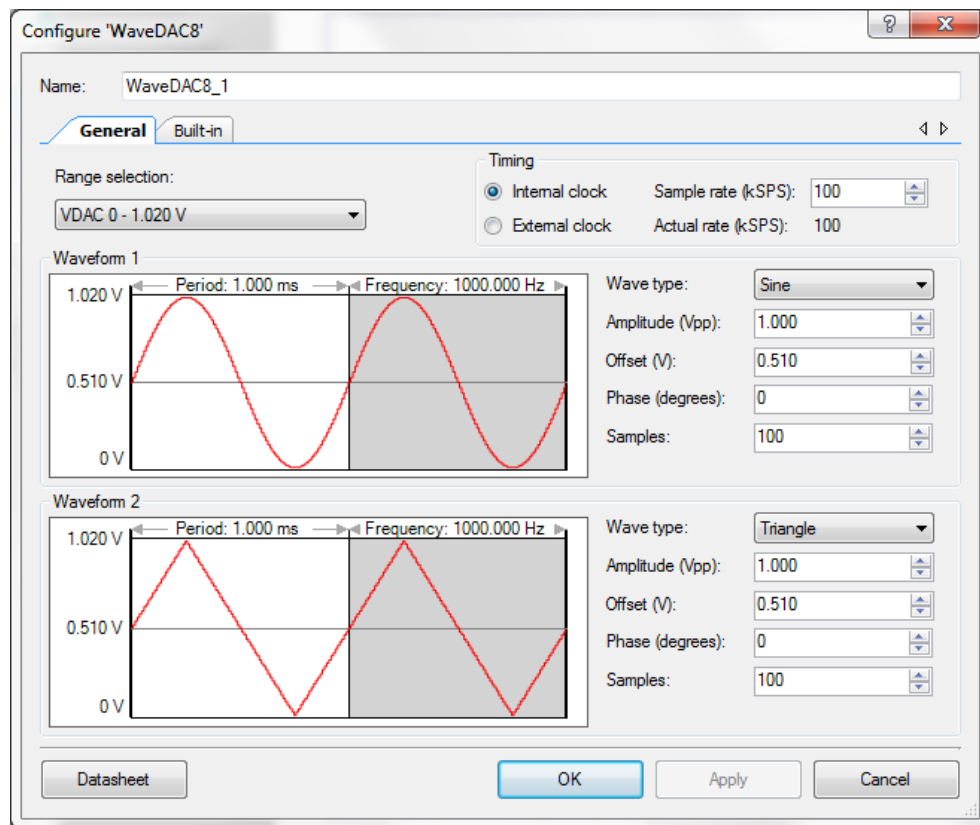 Configure 'WaveDAC8'
?
Name: WaveDAC8_1
General Built-in
Range selection:
VDAC 0 - 1.020 V
Timing
Internal clock Sample rate (kSPS): 100
External clock Actual rate (kSPS): 100
Waveform 1
Period: 1.000 ms Frequency: 1000.000 Hz
1.020 V
0.510 V
0 V
Wave type: Sine
Amplitude (Vpp): 1.000
Offset (V): 0.510
Phase (degrees): 0
Samples: 100
Waveform 2
Period: 1.000 ms Frequency: 1000.000 Hz
1.020 V
0.510 V
0 V
Wave type: Triangle
Amplitude (Vpp): 1.000
Offset (V): 0.510
Phase (degrees): 0
Samples: 100
Datasheet OK Apply Cancel